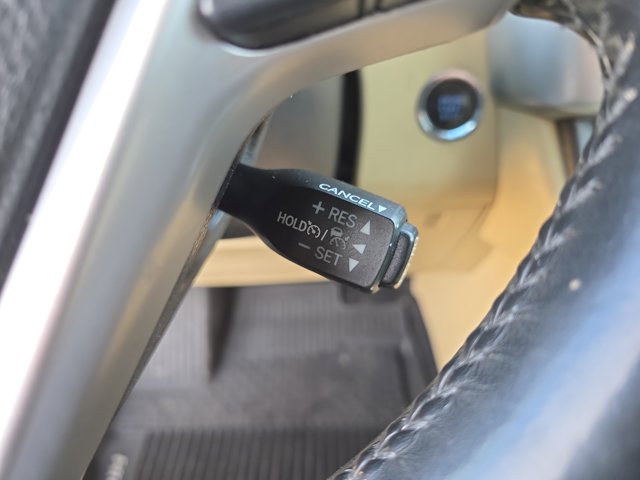 CANCEL
+ RES
HOLD /
− SET